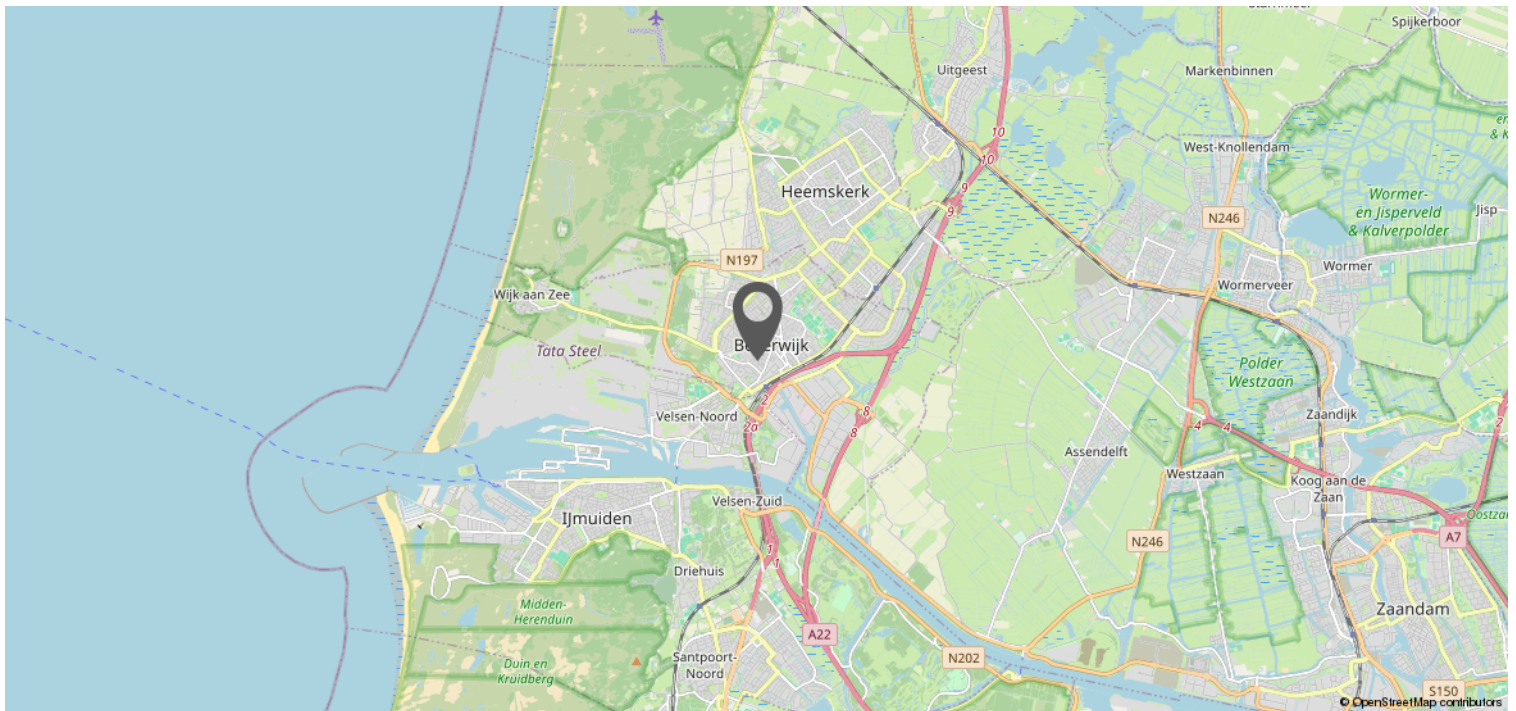 Spijkerboor
Uitgeest
Markenbinnen
10
10
West-Knollendam
Heemskerk
9
9
Wormer-
en Jisperveld
& Kalverpolder
Jisp
N246
N197
Wormer
Wormerveer
Wijk aan Zee
Tata Steel
Polder
Westzaan
2
Velsen-Noord
2a
8
8
Zaandijk
4
4
2
Assendelft
Westzaan
Koog aan de
Zaan
Velsen-Zuid
IJmuiden
N246
A7
1
1
Driehuis
Midden-
Herenduin
Zaandam
A22
Santpoort-
Noord
N202
Duin en
Kruidberg
S150
© OpenStreetMap contributors